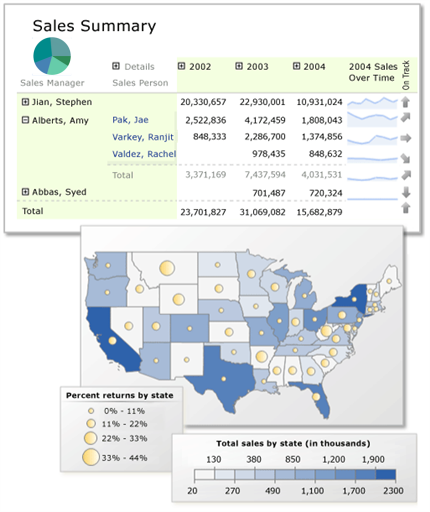 Sales Summary
Details 2002 2003 2004 2004 Sales Over Time On Track
Sales Manager Sales Person
Jian, Stephen 20,330,657 22,930,001 10,931,024
Alberts, Amy Pak, Jae 2,522,836 4,172,459 1,808,043
Varkey, Ranjit 848,333 2,286,700 1,374,856
Valdez, Rachel 978,435 848,632
Total 3,371,169 7,437,594 4,031,531
Abbas, Syed 701,487 720,324
Total 23,701,827 31,069,082 15,682,879
Percent returns by state
0% - 11%
11% - 22%
22% - 33%
33% - 44%
Total sales by state (in thousands)
130 380 850 1,200 1,900
20 270 490 1,100 1,700 2300